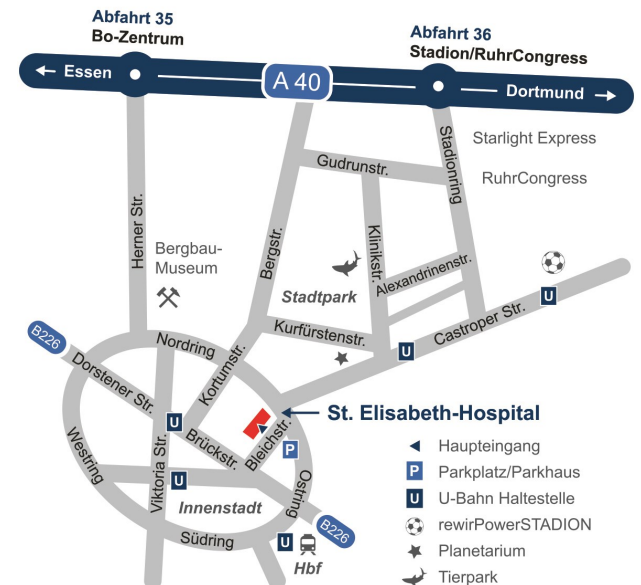 Abfahrt 35
Bo-Zentrum
Abfahrt 36
Stadion/RuhrCongress
Essen
A 40
Dortmund
Starlight Express
RuhrCongress
Gudrunstr.
Stadionring
Herner Str.
Bergstr.
Klinikstr.
Bergbau-
Museum
Alexandrinenstr.
Stadtpark
Kurfürstenstr.
Castroper Str.
U
U
B226
Nordring
Kortumstr.
Dorstener Str.
St. Elisabeth-Hospital
U
Brückstr.
Bleichstr.
P
Westring
Viktoria Str.
U
Innenstadt
Ostring
B226
Südring
U
Hbf
Haupteingang
P Parkplatz/Parkhaus
U U-Bahn Haltestelle
rewirPowerSTADION
Planetarium
Tierpark